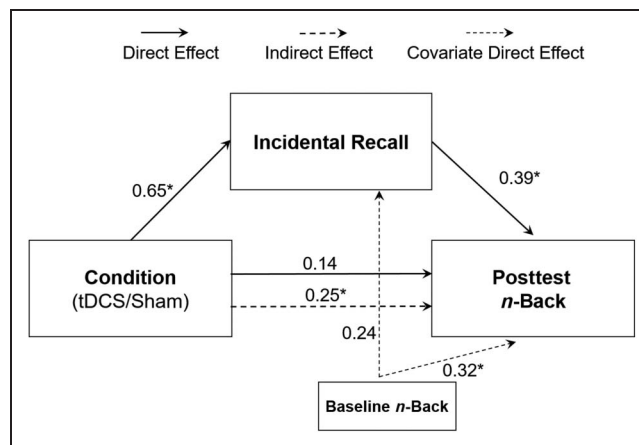 Direct Effect Indirect Effect Covariate Direct Effect
Incidental Recall
0.65*
0.39*
Condition
(tDCS/Sham)
0.14
0.25*
Posttest
n-Back
0.24
0.32*
Baseline n-Back